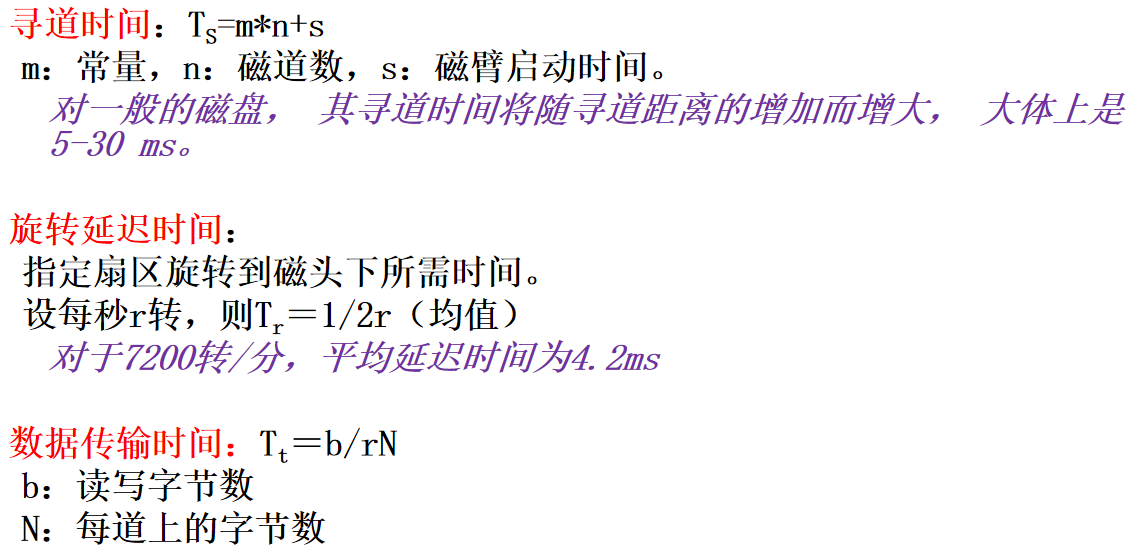 寻道时间：Ts=m*n+s
m：常量，n：磁道数，s：磁臂启动时间。
对一般的磁盘， 其寻道时间将随寻道距离的增加而增大， 大体上是
5-30 ms。
旋转延迟时间：
指定扇区旋转到磁头下所需时间。
设每秒r转，则Tr＝1/2r（均值）
对于7200转/分，平均延迟时间为4.2ms
数据传输时间：Tt＝b/rN
b：读写字节数
N：每道上的字节数